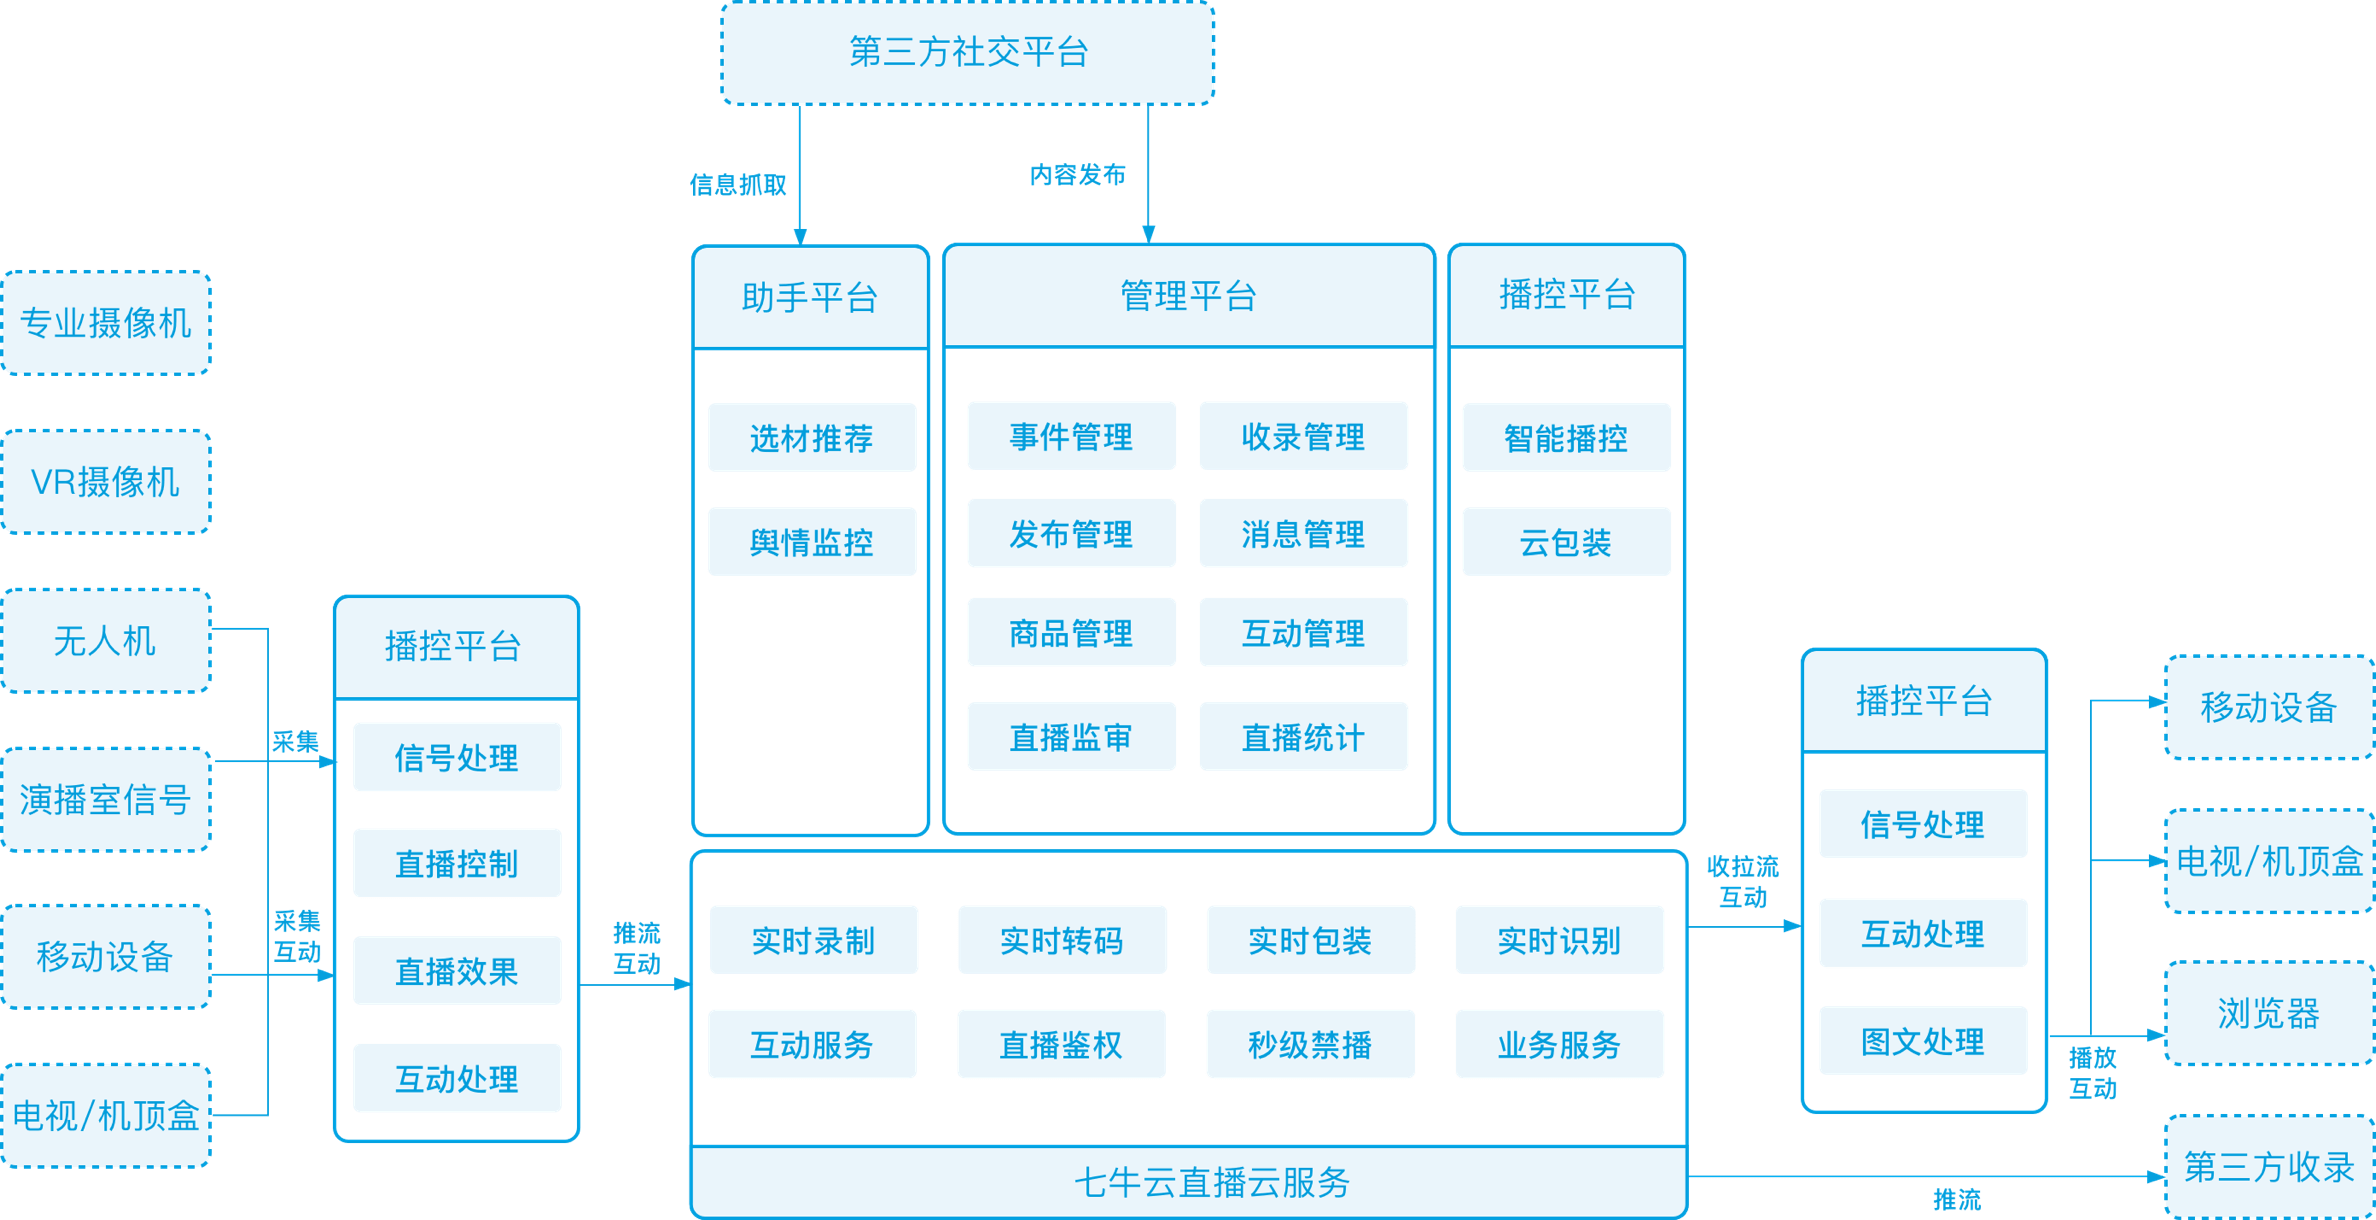 第三方社交平台
信息抓取
内容发布
专业摄像机
VR摄像机
无人机
演播室信号
移动设备
电视/机顶盒
采集
采集
互动
播控平台
信号处理
直播控制
直播效果
互动处理
推流
互动
助手平台
选材推荐
舆情监控
管理平台
事件管理
收录管理
发布管理
消息管理
商品管理
互动管理
直播监审
直播统计
播控平台
智能播控
云包装
实时录制
实时转码
实时包装
实时识别
互动服务
直播鉴权
秒级禁播
业务服务
七牛云直播云服务
收拉流
互动
播控平台
信号处理
互动处理
图文处理
播放
互动
推流
移动设备
电视/机顶盒
浏览器
第三方收录